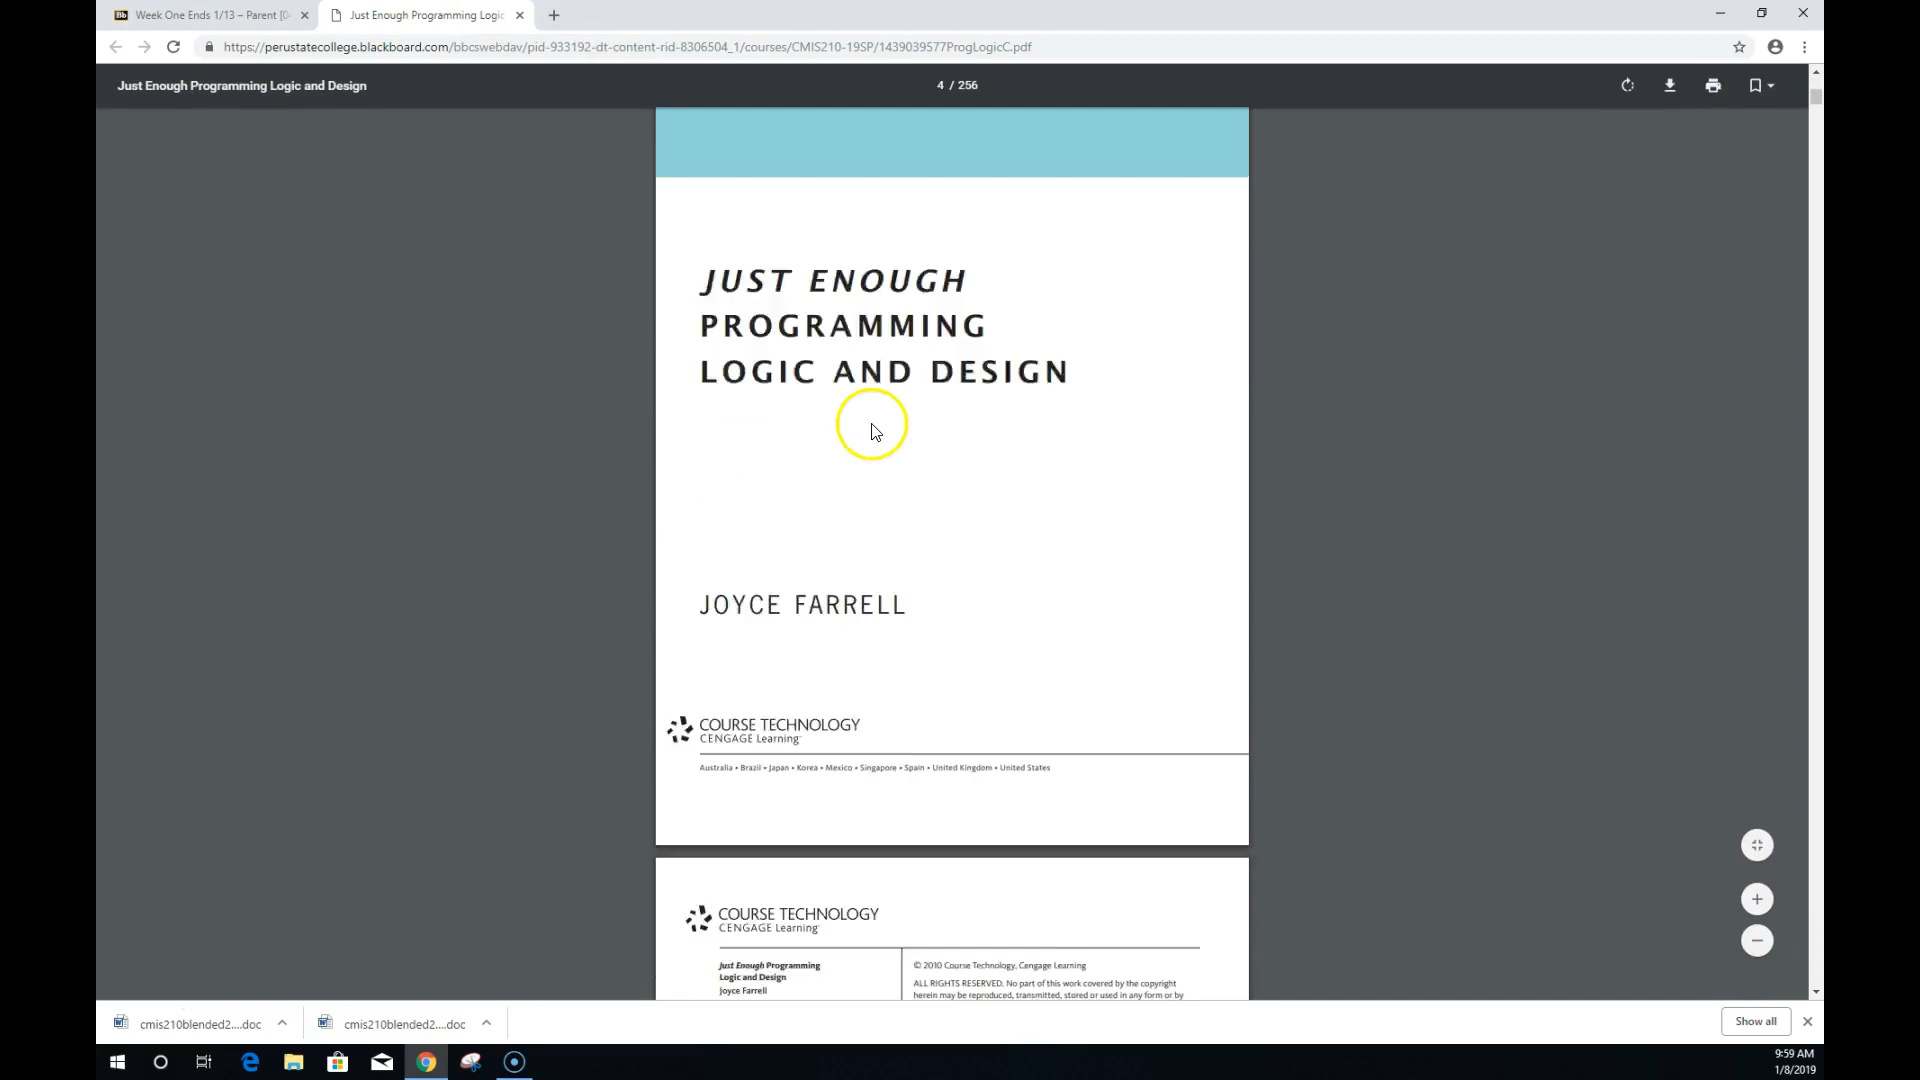 Week One Ends 1/13 – Parent [0
Just Enough Programming Logic
https://perustatecollege.blackboard.com/bbcswebdav/pid-933192-dt-content-rid-8306504_1/courses/CMIS210-19SP/1439039577ProgLogicC.pdf
Just Enough Programming Logic and Design
4 / 256
JUST ENOUGH
PROGRAMMING
LOGIC AND DESIGN
JOYCE FARRELL
COURSE TECHNOLOGY
CENGAGE Learning™
Australia • Brazil • Japan • Korea • Mexico • Singapore • Spain • United Kingdom • United States
COURSE TECHNOLOGY
CENGAGE Learning™
Just Enough Programming
Logic and Design
Joyce Farrell
© 2010 Course Technology, Cengage Learning
ALL RIGHTS RESERVED. No part of this work covered by the copyright
herein may be reproduced, transmitted, stored or used in any form or by
cmis210blended2....doc
cmis210blended2....doc
Show all
9:59 AM
1/8/2019